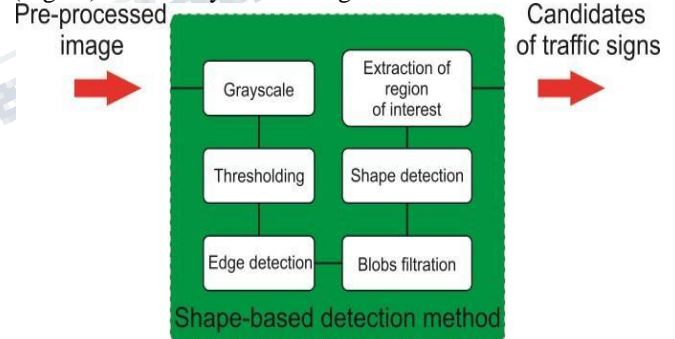 Pre-processed
image
Candidates
of traffic signs
Grayscale
Thresholding
Edge detection
Blobs filtration
Shape detection
Extraction of
region
of interest
Shape-based detection method